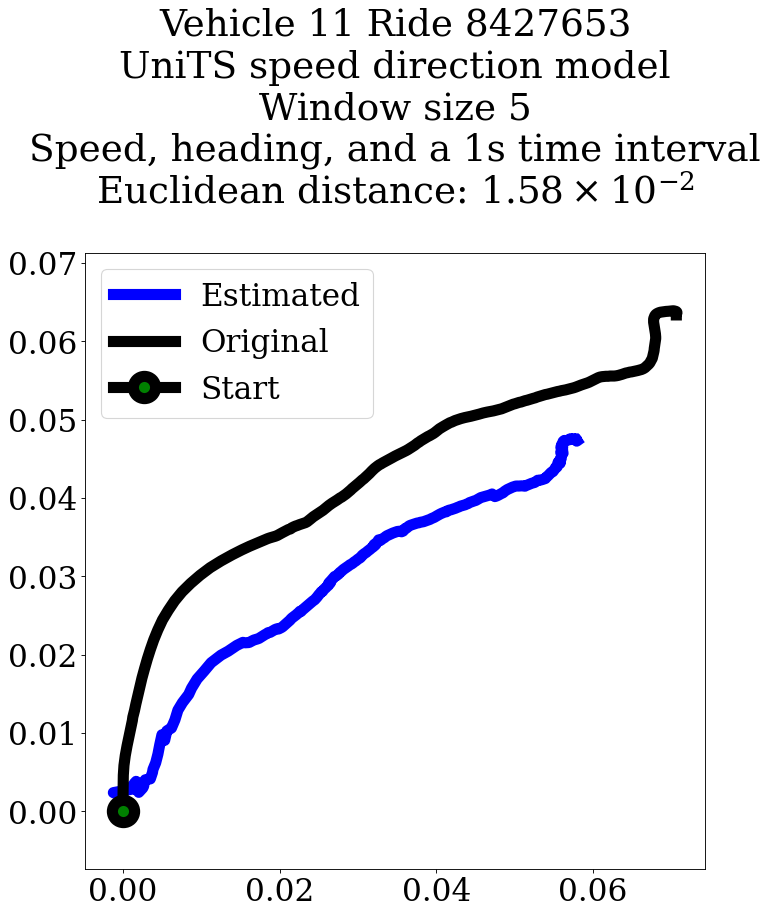 Vehicle 11 Ride 8427653
UniTS speed direction model
Window size 5
Speed, heading, and a 1s time interval
Euclidean distance: 1.58 × 10⁻²
0.07
0.06
0.05
0.04
0.03
0.02
0.01
0.00
Estimated
Original
Start
0.00 0.02 0.04 0.06